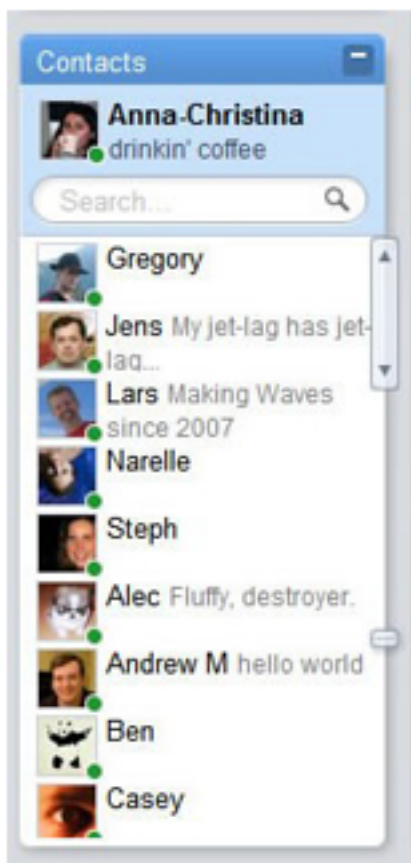 Contacts
Anna-Christina
drinkin' coffee
Search...
Gregory
Jens My jet-lag has jet-
lag...
Lars Making Waves
since 2007
Narelle
Steph
Alec Fluffy, destroyer.
Andrew M hello world
Ben
Casey